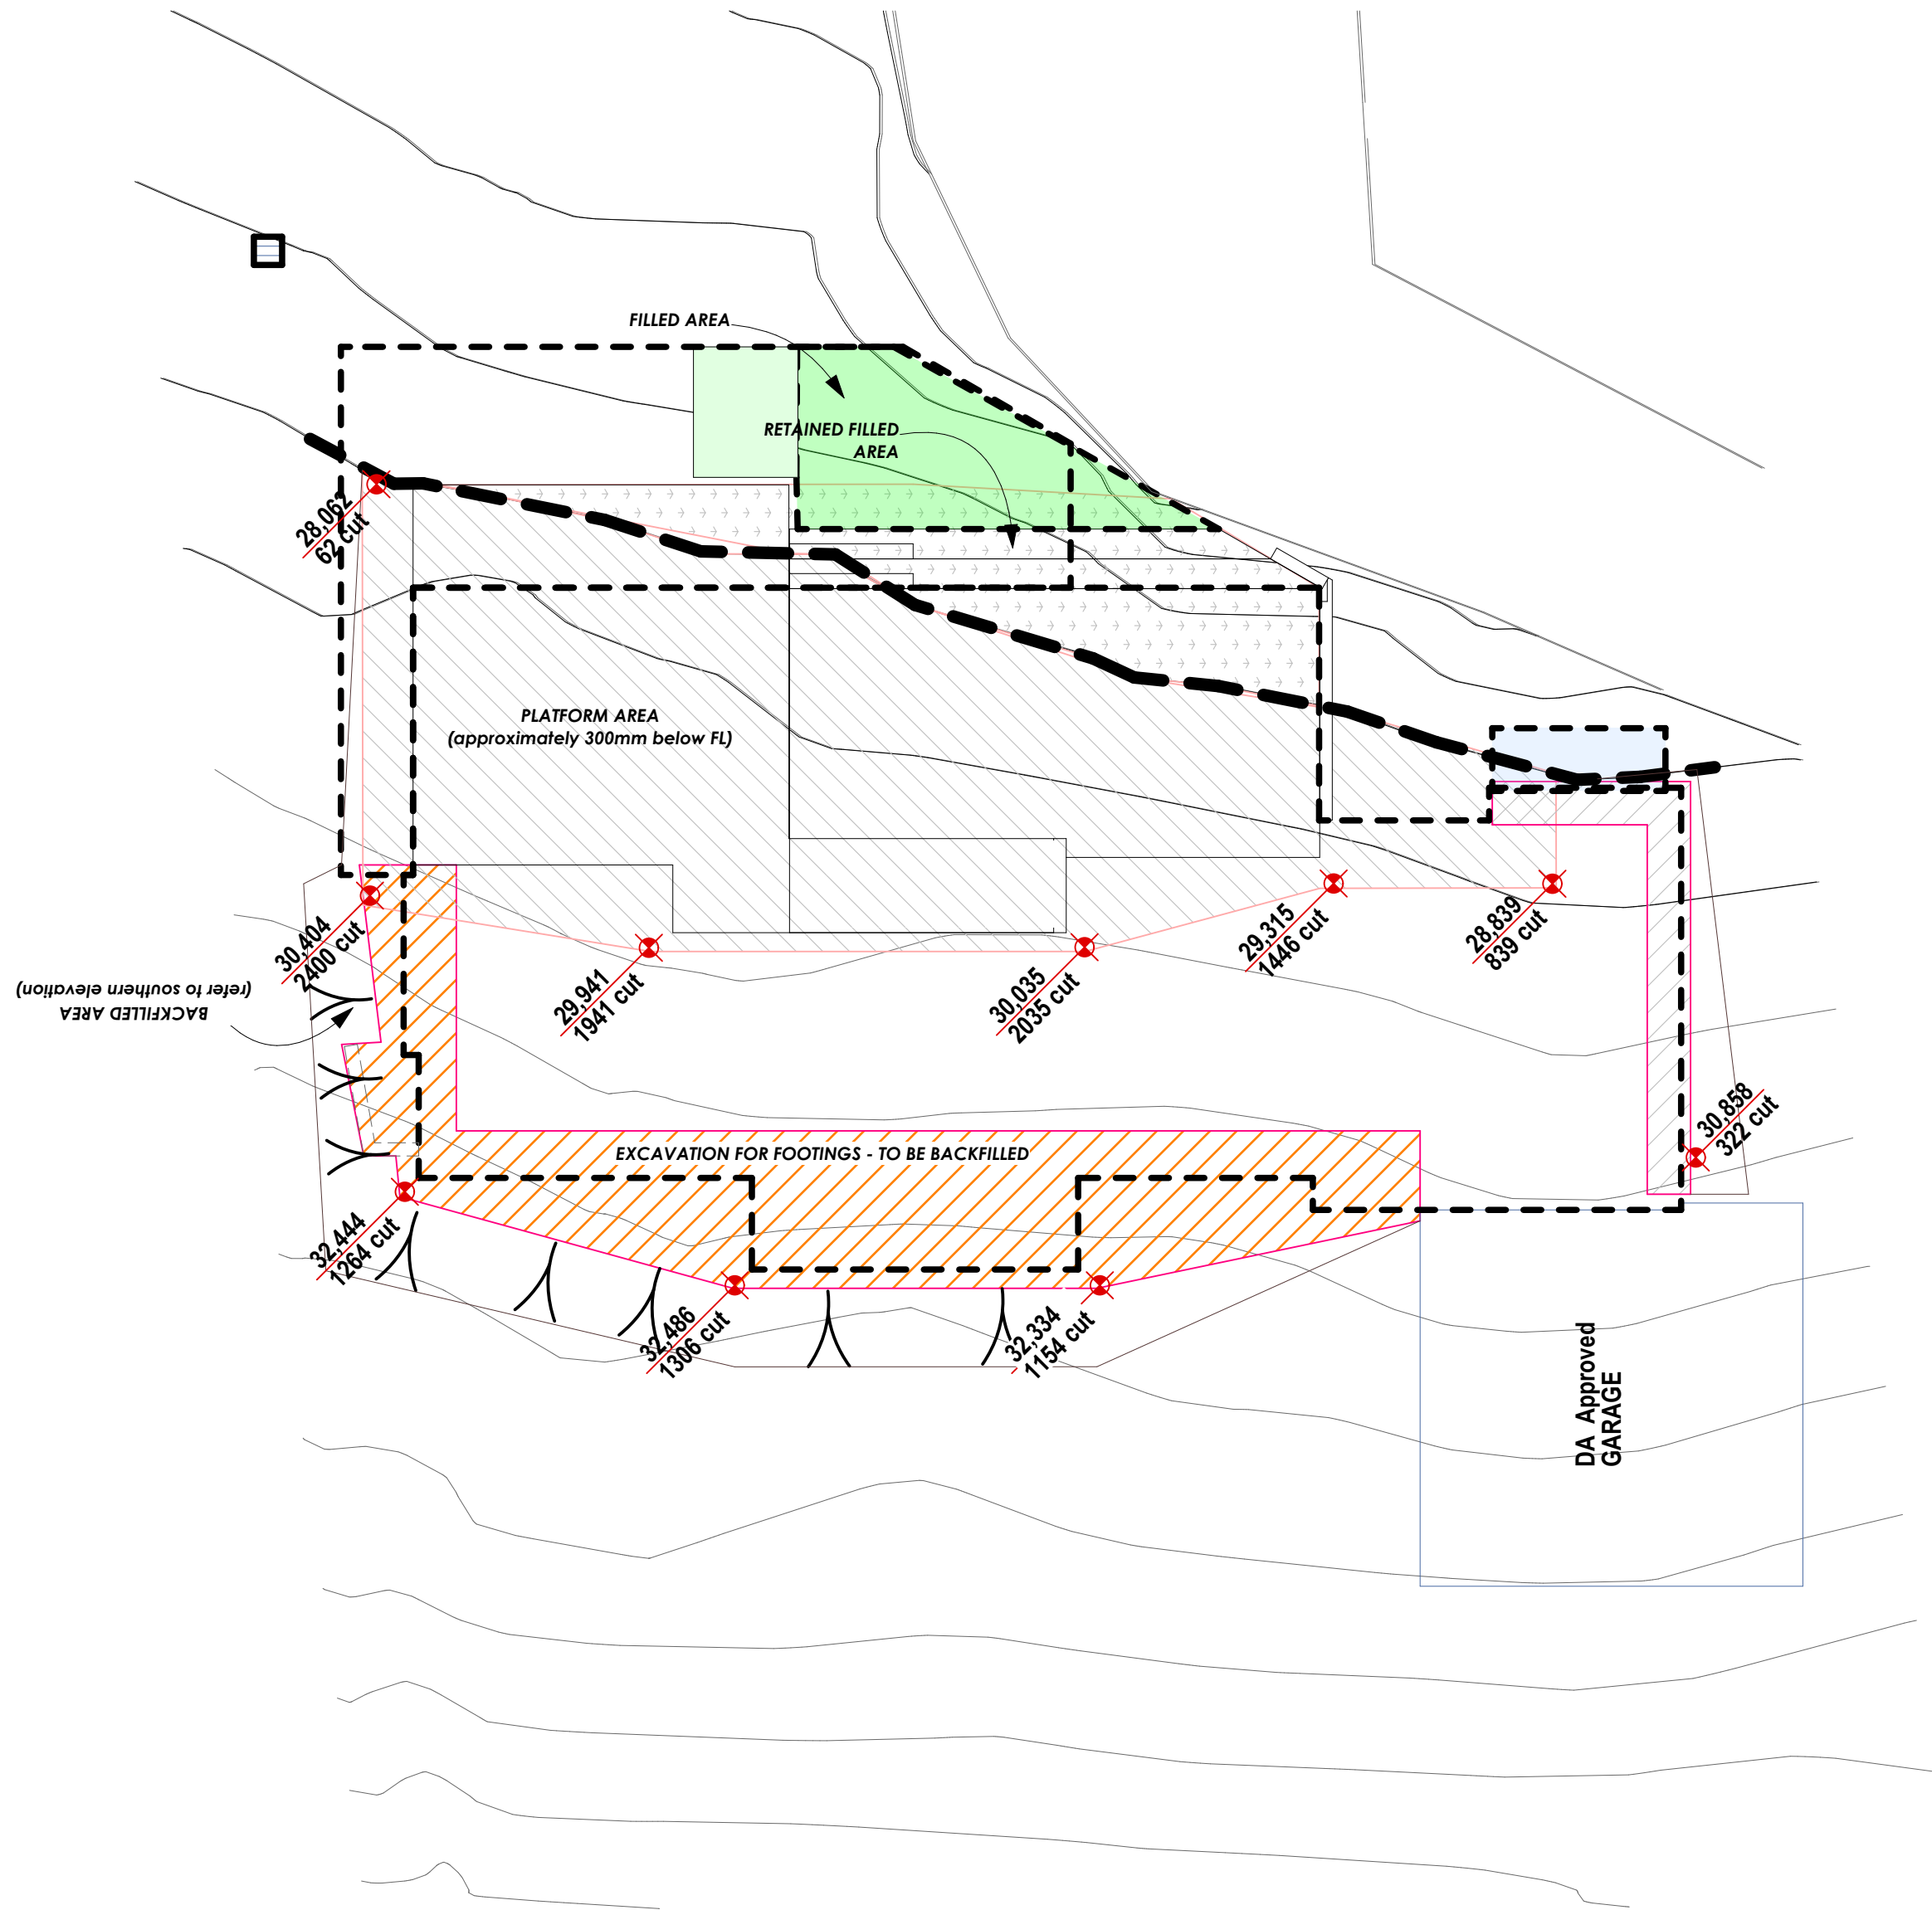 FILLED AREA
RETAINED FILLED
AREA
28,062
62 cut
PLATFORM AREA
(approximately 300mm below FL)
30,404
2400 cut
29,941
1941 cut
30,035
2035 cut
29,315
1446 cut
28,839
839 cut
BACKFILLED AREA
(refer to southern elevation)
30,858
322 cut
EXCAVATION FOR FOOTINGS - TO BE BACKFILLED
32,444
1264 cut
32,486
1306 cut
32,334
1154 cut
DA Approved
GARAGE